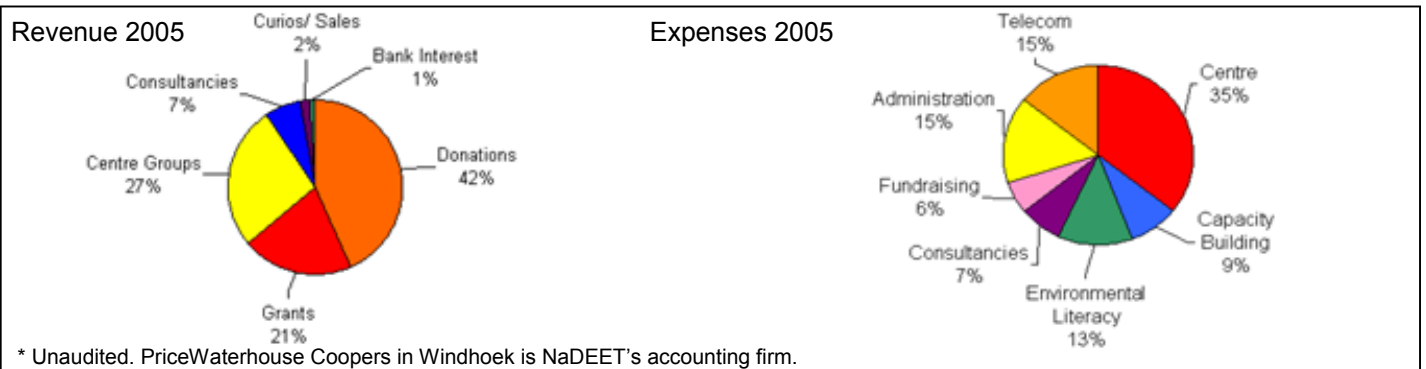 Revenue 2005
Curios/ Sales
2%
Bank Interest
1%
Consultancies
7%
Centre Groups
27%
Donations
42%
Grants
21%
Expenses 2005
Telecom
15%
Centre
35%
Administration
15%
Fundraising
6%
Capacity
Building
9%
Consultancies
7%
Environmental
Literacy
13%
* Unaudited. PriceWaterhouse Coopers in Windhoek is NaDEET's accounting firm.